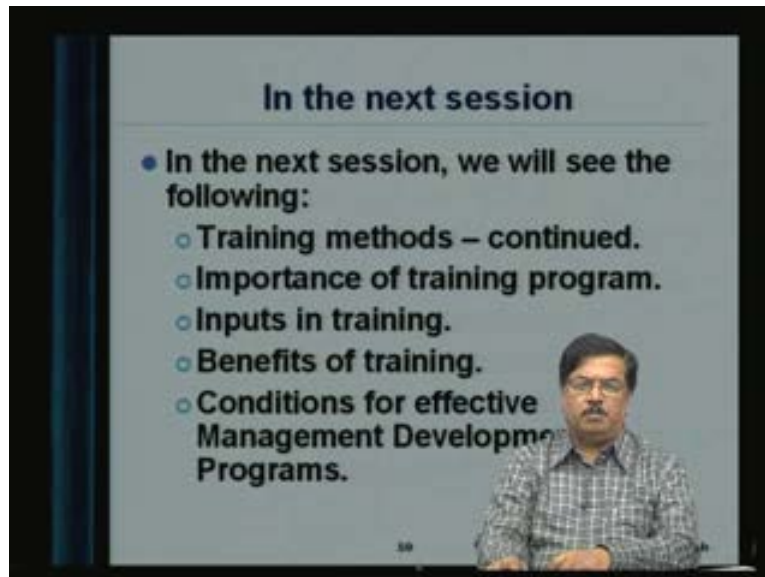 In the next session
● In the next session, we will see the
following:
○ Training methods – continued.
○ Importance of training program.
○ Inputs in training.
○ Benefits of training.
○ Conditions for effective
Management
Programs.